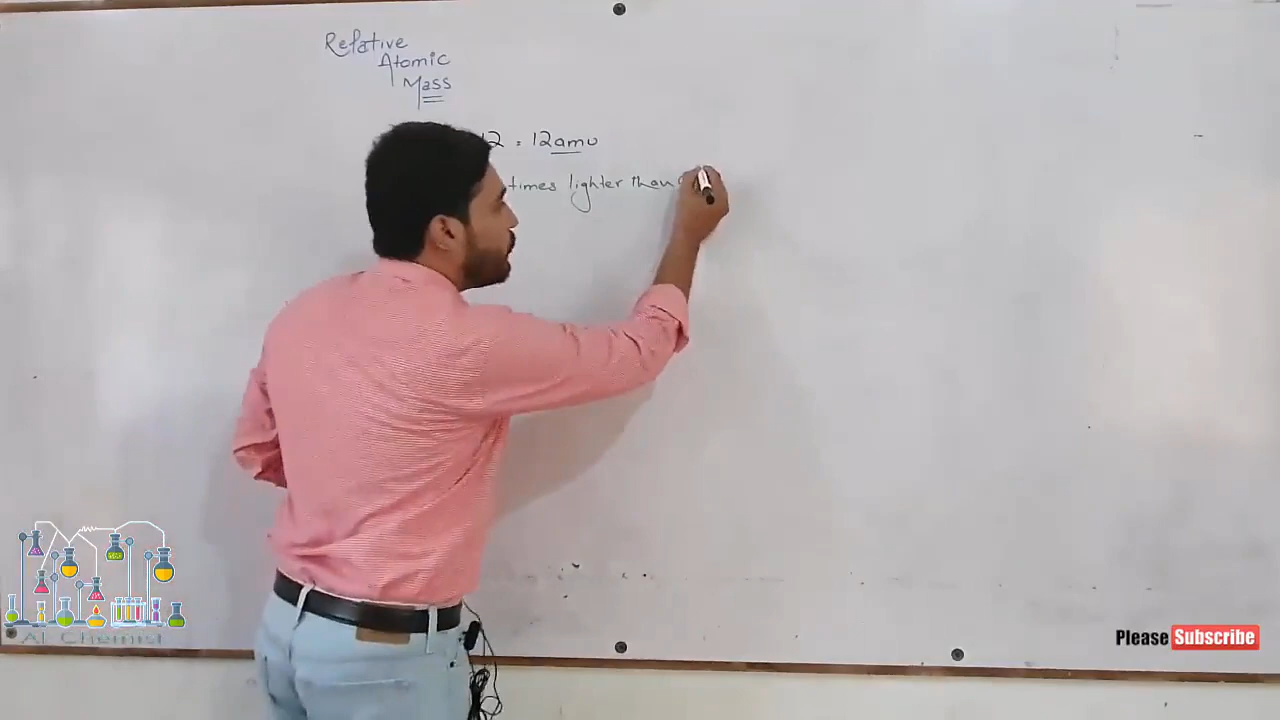 Relative
Atomic
Mass
12 = 12amu
times lighter than
Al Chemist
Please Subscribe